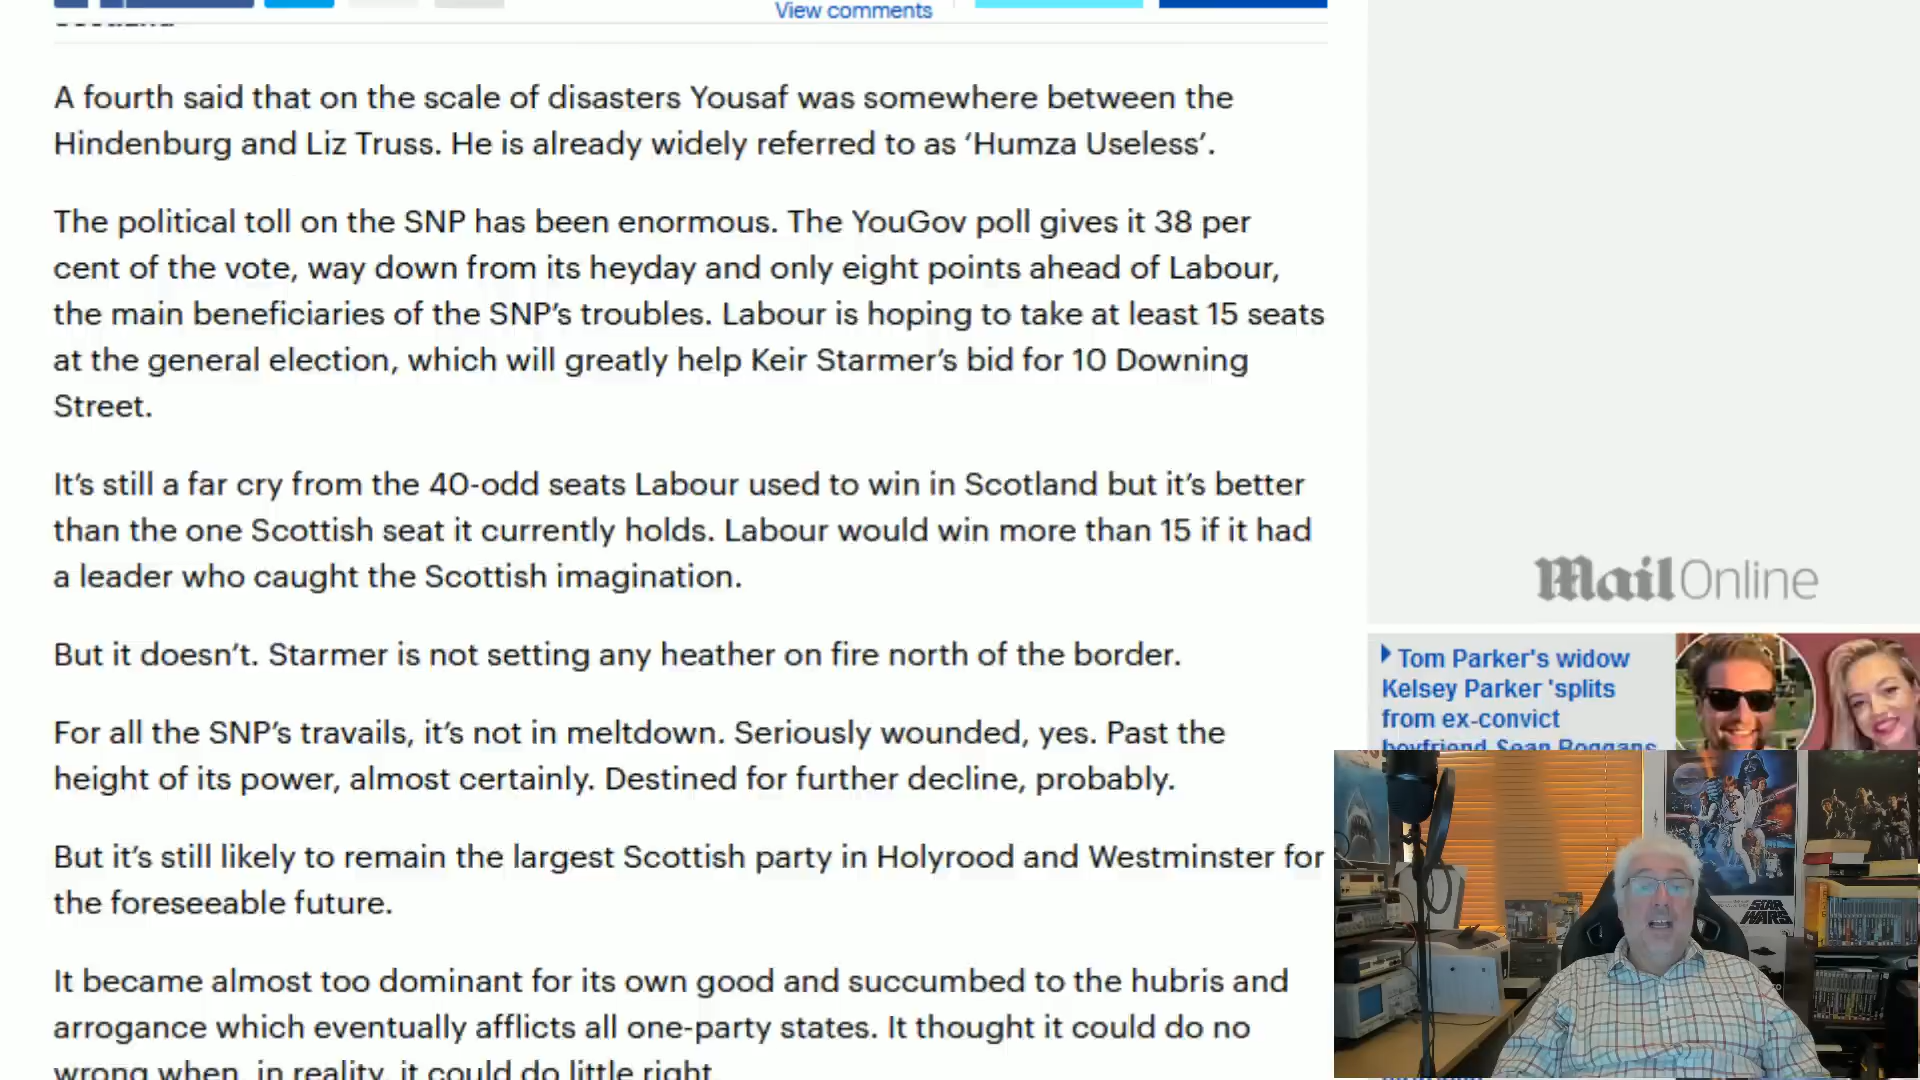 View comments
A fourth said that on the scale of disasters Yousaf was somewhere between the
Hindenburg and Liz Truss. He is already widely referred to as ‘Humza Useless’.
The political toll on the SNP has been enormous. The YouGov poll gives it 38 per
cent of the vote, way down from its heyday and only eight points ahead of Labour,
the main beneficiaries of the SNP’s troubles. Labour is hoping to take at least 15 seats
at the general election, which will greatly help Keir Starmer’s bid for 10 Downing
Street.
It’s still a far cry from the 40-odd seats Labour used to win in Scotland but it’s better
than the one Scottish seat it currently holds. Labour would win more than 15 if it had
a leader who caught the Scottish imagination.
But it doesn’t. Starmer is not setting any heather on fire north of the border.
For all the SNP’s travails, it’s not in meltdown. Seriously wounded, yes. Past the
height of its power, almost certainly. Destined for further decline, probably.
But it’s still likely to remain the largest Scottish party in Holyrood and Westminster for
the foreseeable future.
It became almost too dominant for its own good and succumbed to the hubris and
arrogance which eventually afflicts all one-party states. It thought it could do no
wrong when, in reality, it could do little right
Mail Online
Tom Parker's widow
Kelsey Parker 'splits
from ex-convict
boyfriend Sean Boggans
STAR
WARS